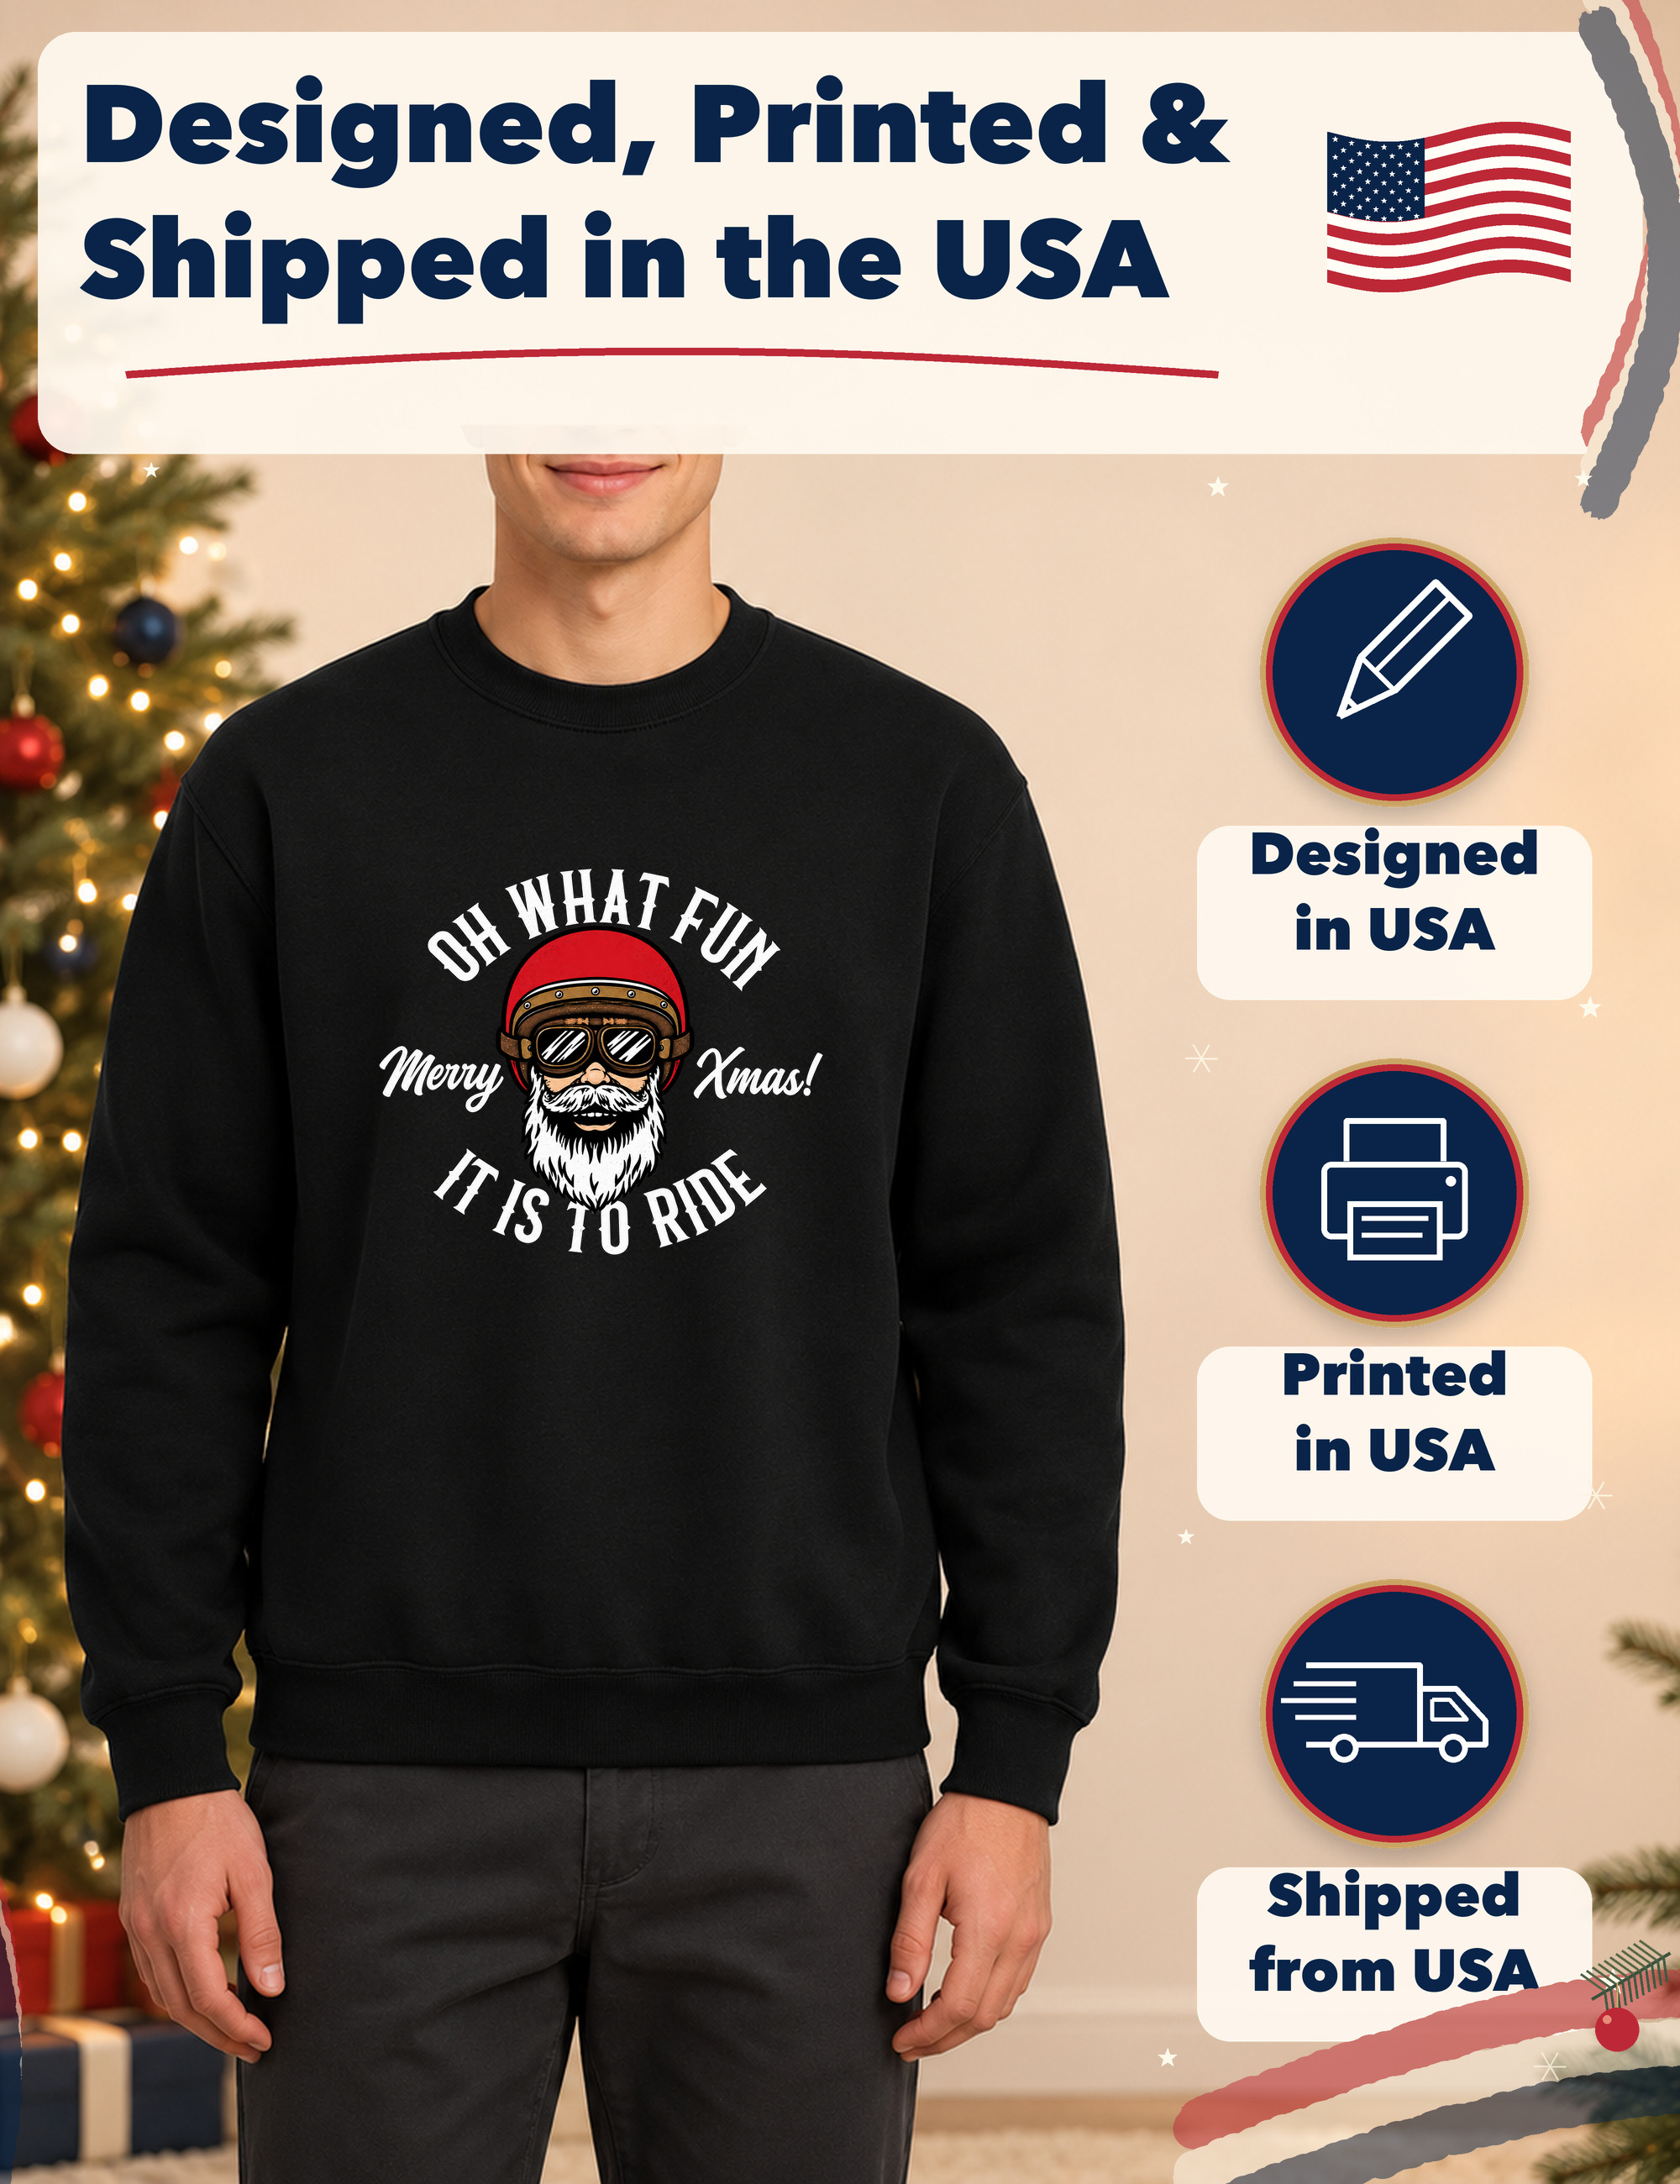 Designed, Printed &
Shipped in the USA
OH WHAT FUN
Merry Xmas!
IT IS TO RIDE
Designed
in USA
Printed
in USA
Shipped
from USA